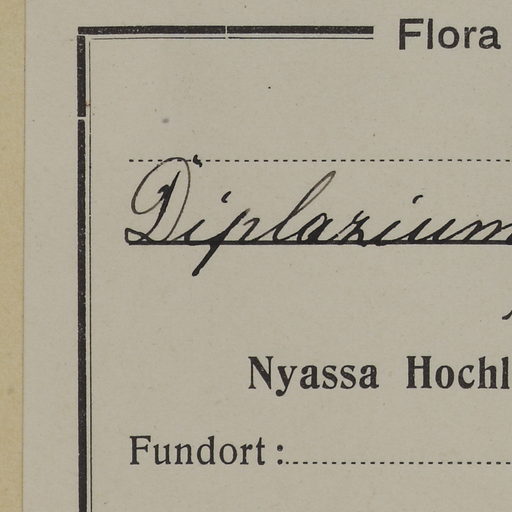 Flora
Diplazium
Nyassa Hochl
Fundort :